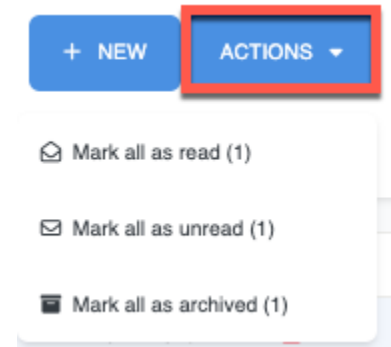 + NEW ACTIONS
Mark all as read (1)
Mark all as unread (1)
Mark all as archived (1)